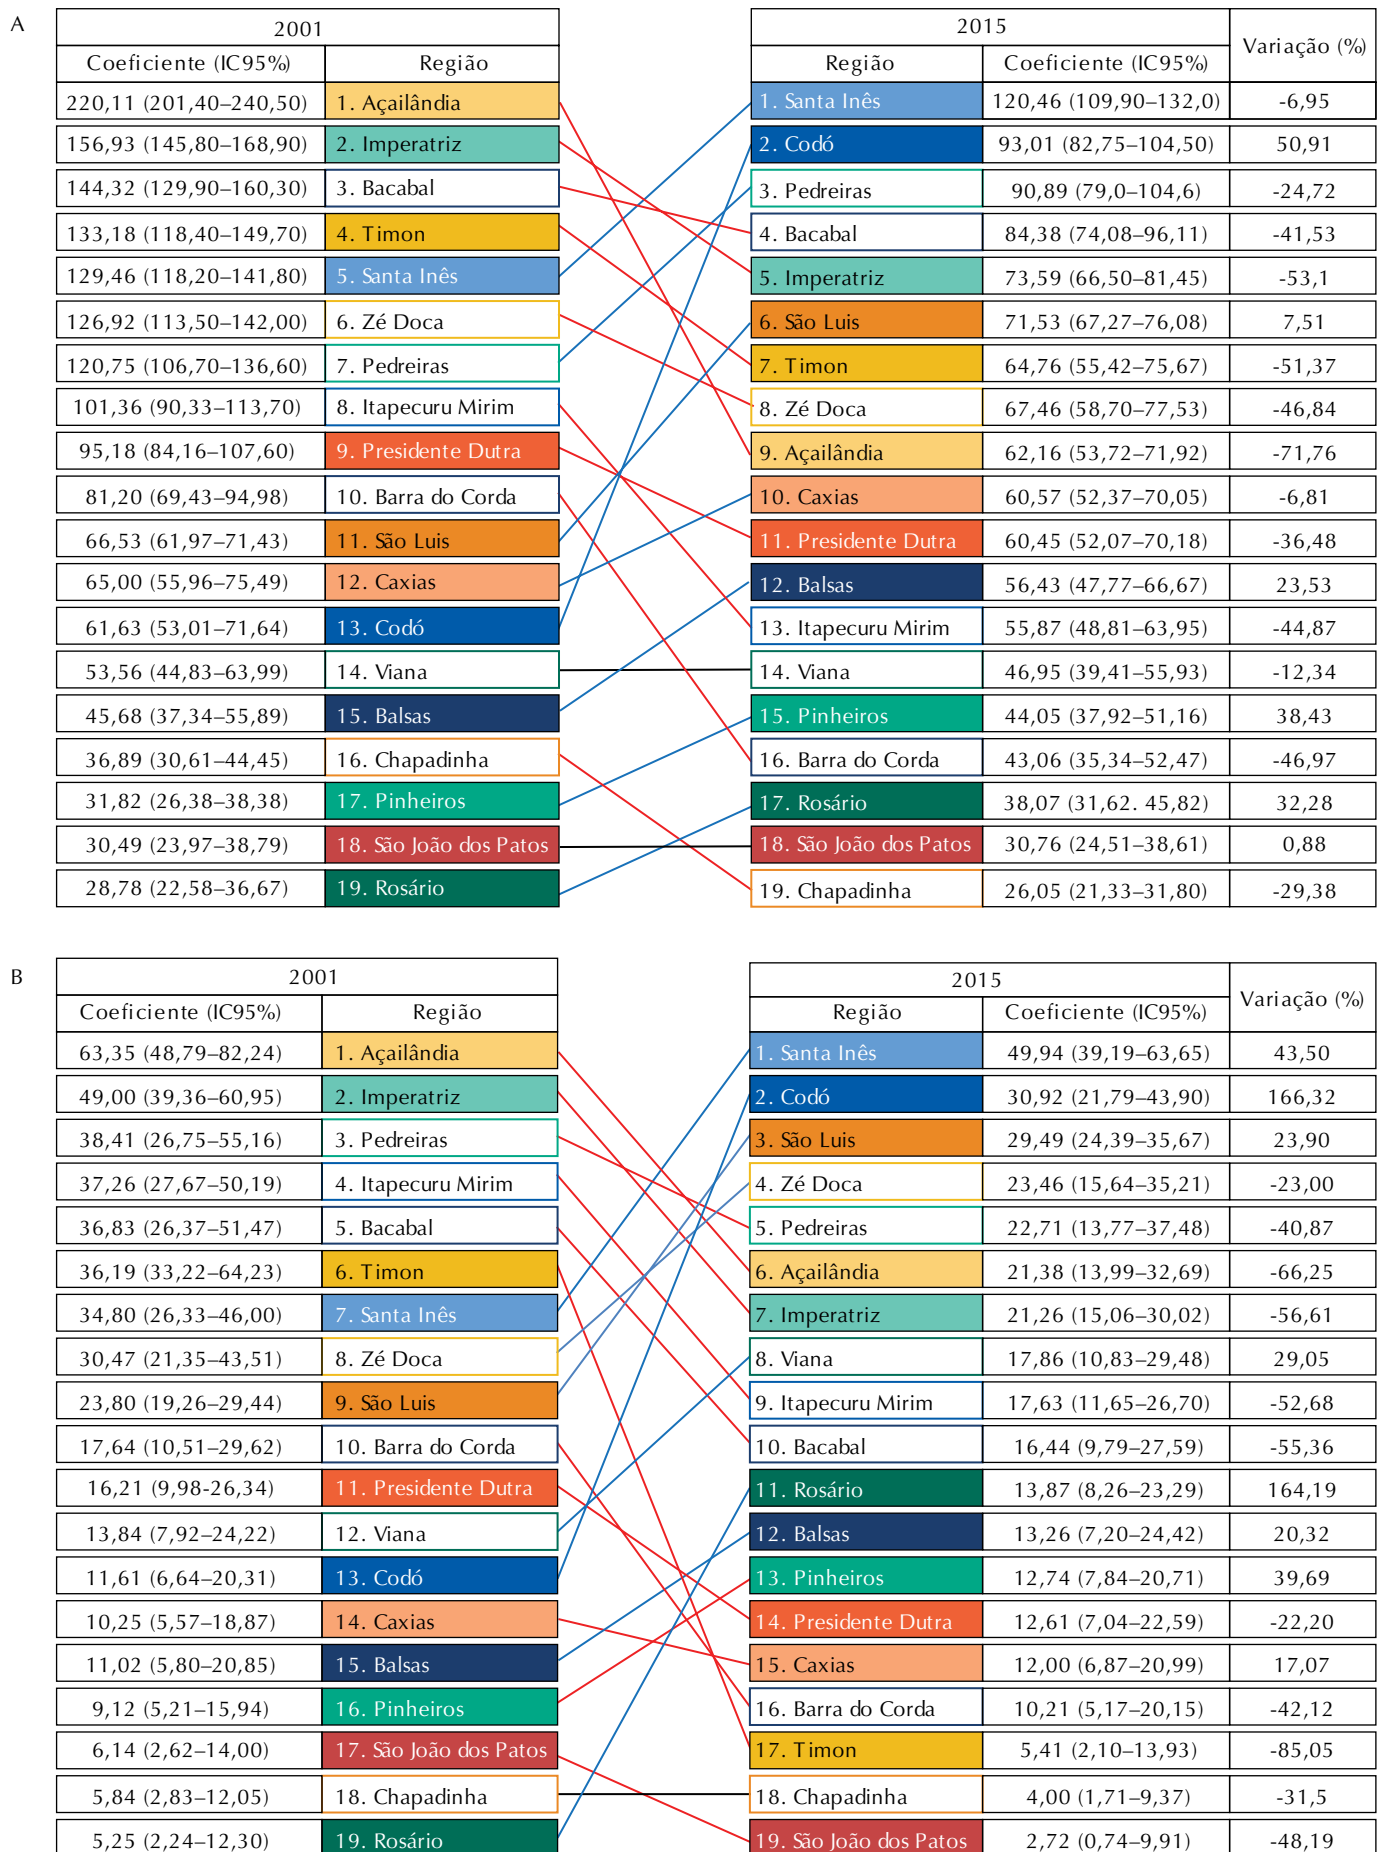 A
2001 2015 Variação (%)
Coeficiente (IC95%) Região Região Coeficiente (IC95%)
220,11 (201,40–240,50) 1. Açailândia 1. Santa Inês 120,46 (109,90–132,0) -6,95
156,93 (145,80–168,90) 2. Imperatriz 2. Codó 93,01 (82,75–104,50) 50,91
144,32 (129,90–160,30) 3. Bacabal 3. Pedreiras 90,89 (79,0–104,6) -24,72
133,18 (118,40–149,70) 4. Timon 4. Bacabal 84,38 (74,08–96,11) -41,53
129,46 (118,20–141,80) 5. Santa Inês 5. Imperatriz 73,59 (66,50–81,45) -53,1
126,92 (113,50–142,00) 6. Zé Doca 6. São Luis 71,53 (67,27–76,08) 7,51
120,75 (106,70–136,60) 7. Pedreiras 7. Timon 64,76 (55,42–75,67) -51,37
101,36 (90,33–113,70) 8. Itapecuru Mirim 8. Zé Doca 67,46 (58,70–77,53) -46,84
95,18 (84,16–107,60) 9. Presidente Dutra 9. Açailândia 62,16 (53,72–71,92) -71,76
81,20 (69,43–94,98) 10. Barra do Corda 10. Caxias 60,57 (52,37–70,05) -6,81
66,53 (61,97–71,43) 11. São Luis 11. Presidente Dutra 60,45 (52,07–70,18) -36,48
65,00 (55,96–75,49) 12. Caxias 12. Balsas 56,43 (47,77–66,67) 23,53
61,63 (53,01–71,64) 13. Codó 13. Itapecuru Mirim 55,87 (48,81–63,95) -44,87
53,56 (44,83–63,99) 14. Viana 14. Viana 46,95 (39,41–55,93) -12,34
45,68 (37,34–55,89) 15. Balsas 15. Pinheiros 44,05 (37,92–51,16) 38,43
36,89 (30,61–44,45) 16. Chapadinha 16. Barra do Corda 43,06 (35,34–52,47) -46,97
31,82 (26,38–38,38) 17. Pinheiros 17. Rosário 38,07 (31,62. 45,82) 32,28
30,49 (23,97–38,79) 18. São João dos Patos 18. São João dos Patos 30,76 (24,51–38,61) 0,88
28,78 (22,58–36,67) 19. Rosário 19. Chapadinha 26,05 (21,33–31,80) -29,38
B
2001 2015 Variação (%)
Coeficiente (IC95%) Região Região Coeficiente (IC95%)
63,35 (48,79–82,24) 1. Açailândia 1. Santa Inês 49,94 (39,19–63,65) 43,50
49,00 (39,36–60,95) 2. Imperatriz 2. Codó 30,92 (21,79–43,90) 166,32
38,41 (26,75–55,16) 3. Pedreiras 3. São Luis 29,49 (24,39–35,67) 23,90
37,26 (27,67–50,19) 4. Itapecuru Mirim 4. Zé Doca 23,46 (15,64–35,21) -23,00
36,83 (26,37–51,47) 5. Bacabal 5. Pedreiras 22,71 (13,77–37,48) -40,87
36,19 (33,22–64,23) 6. Timon 6. Açailândia 21,38 (13,99–32,69) -66,25
34,80 (26,33–46,00) 7. Santa Inês 7. Imperatriz 21,26 (15,06–30,02) -56,61
30,47 (21,35–43,51) 8. Zé Doca 8. Viana 17,86 (10,83–29,48) 29,05
23,80 (19,26–29,44) 9. São Luis 9. Itapecuru Mirim 17,63 (11,65–26,70) -52,68
17,64 (10,51–29,62) 10. Barra do Corda 10. Bacabal 16,44 (9,79–27,59) -55,36
16,21 (9,98-26,34) 11. Presidente Dutra 11. Rosário 13,87 (8,26–23,29) 164,19
13,84 (7,92–24,22) 12. Viana 12. Balsas 13,26 (7,20–24,42) 20,32
11,61 (6,64–20,31) 13. Codó 13. Pinheiros 12,74 (7,84–20,71) 39,69
10,25 (5,57–18,87) 14. Caxias 14. Presidente Dutra 12,61 (7,04–22,59) -22,20
11,02 (5,80–20,85) 15. Balsas 15. Caxias 12,00 (6,87–20,99) 17,07
9,12 (5,21–15,94) 16. Pinheiros 16. Barra do Corda 10,21 (5,17–20,15) -42,12
6,14 (2,62–14,00) 17. São João dos Patos 17. Timon 5,41 (2,10–13,93) -85,05
5,84 (2,83–12,05) 18. Chapadinha 18. Chapadinha 4,00 (1,71–9,37) -31,5
5,25 (2,24–12,30) 19. Rosário 19. São João dos Patos 2,72 (0,74–9,91) -48,19